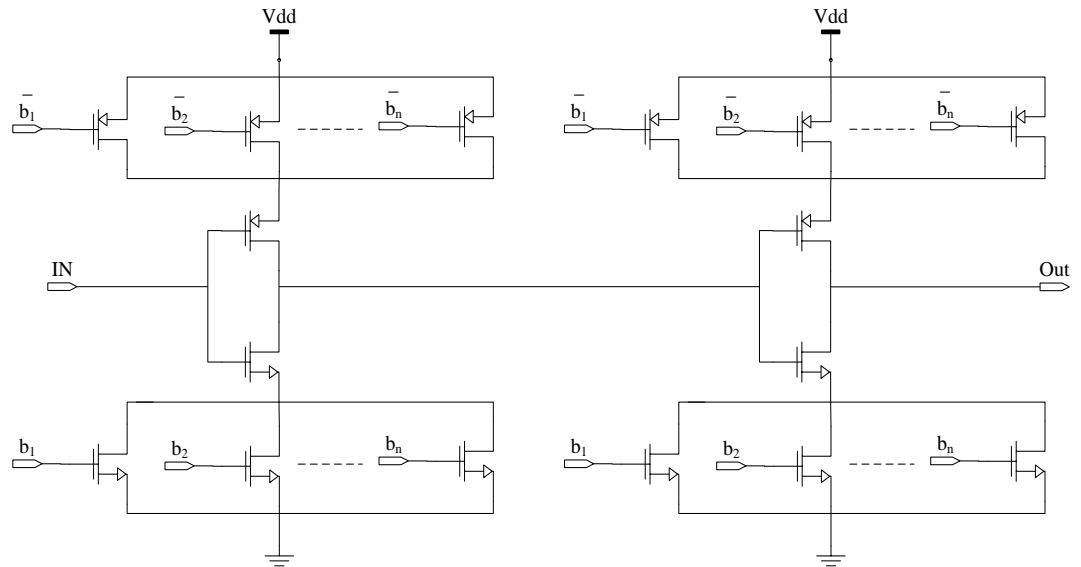 Vdd Vdd
b̅₁ b̅₂ b̅ₙ b̅₁ b̅₂ b̅ₙ
IN Out
b₁ b₂ bₙ b₁ b₂ bₙ